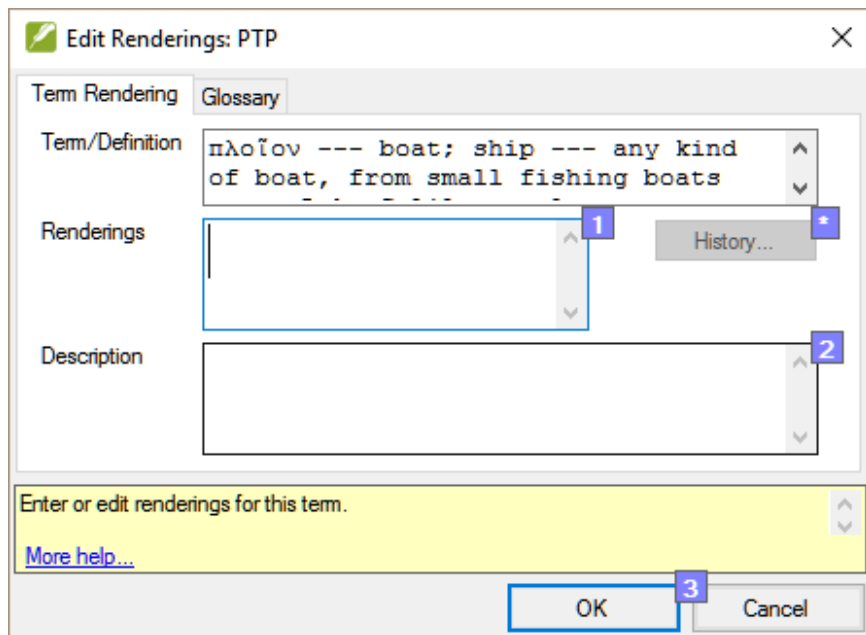 Edit Renderings: PTP
Term Rendering
Glossary
Term/Definition
πλοῖον --- boat; ship --- any kind
of boat, from small fishing boats
Renderings
1
History...
*
Description
2
Enter or edit renderings for this term.
More help...
3
OK
Cancel